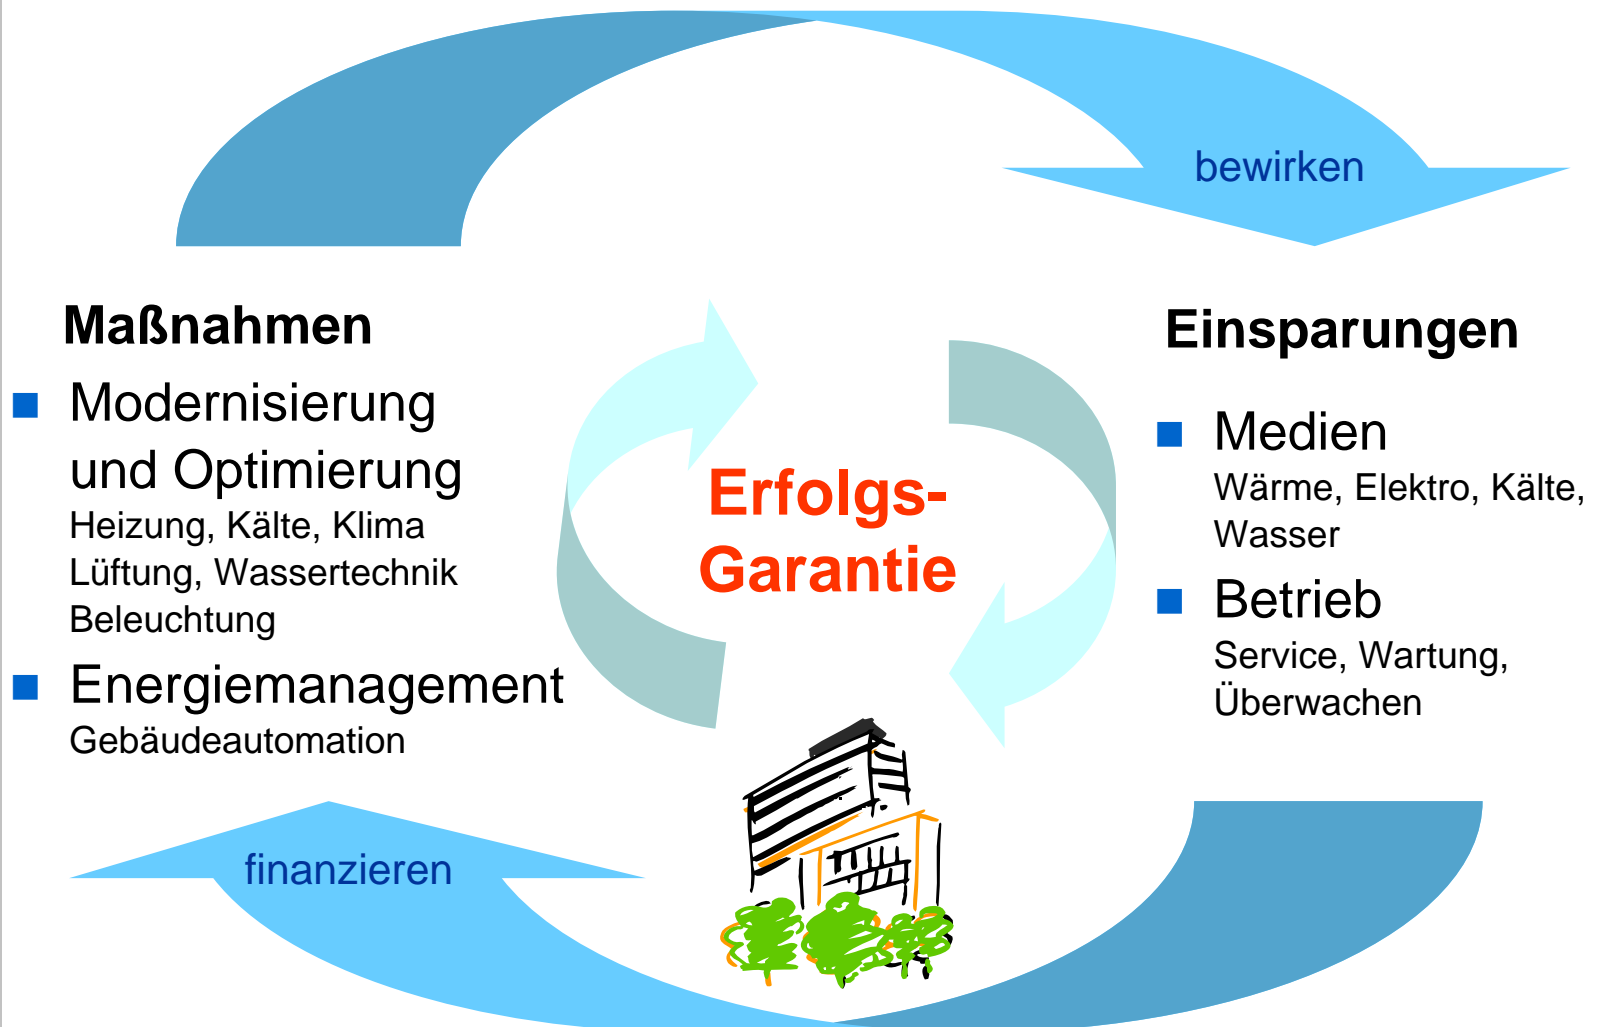 bewirken
Maßnahmen
Modernisierung
und Optimierung
Heizung, Kälte, Klima
Lüftung, Wassertechnik
Beleuchtung
Energiemanagement
Gebäudeautomation
Erfolgs-
Garantie
Einsparungen
Medien
Wärme, Elektro, Kälte,
Wasser
Betrieb
Service, Wartung,
Überwachen
finanzieren